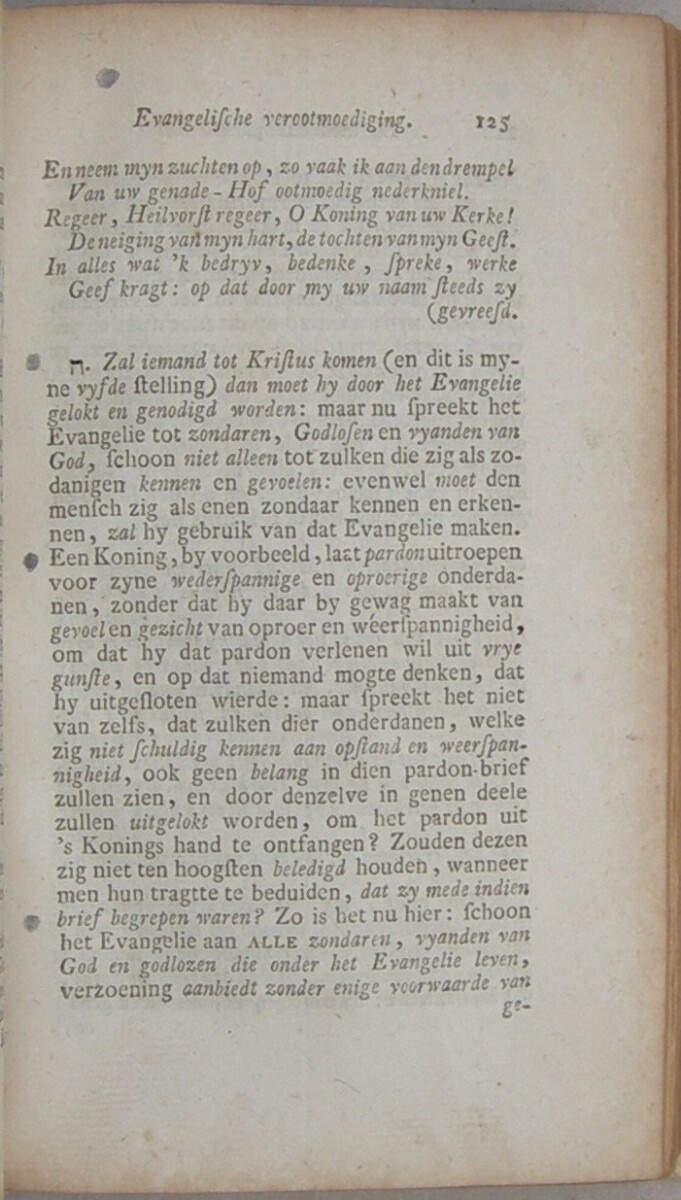 Evangeliſche verootmoediging. 125
En neem myn zuchten op, zo vaak ik aan den drempel
Van uw genade-Hof ootmoedig nederkniel.
Regeer, Heilvorſt regeer, O Koning van uw Kerke!
De neiging van myn hart, de tochten van myn Geeſt.
In alles wat 'k bedryv, bedenke, ſpreke, werke
Geef kragt: op dat door my uw naam ſteeds zy
(gevreeſd.
ה. Zal iemand tot Kriſtus komen (en dit is my-
ne vyfde ſtelling) dan moet hy door het Evangelie
gelokt en genodigd worden: maar nu ſpreekt het
Evangelie tot zondaren, Godloſen en vyanden van
God, ſchoon niet alleen tot zulken die zig als zo-
danigen kennen en gevoelen: evenwel moet den
menſch zig als enen zondaar kennen en erken-
nen, zal hy gebruik van dat Evangelie maken.
Een Koning, by voorbeeld, laat pardon uitroepen
voor zyne wederſpannige en oproerige onderda-
nen, zonder dat hy daar by gewag maakt van
gevoel en gezicht van oproer en weerſpannigheid,
om dat hy dat pardon verlenen wil uit vrye
gunſte, en op dat niemand mogte denken, dat
hy uitgeſloten wierde: maar ſpreekt het niet
van zelfs, dat zulken dier onderdanen, welke
zig niet ſchuldig kennen aan opſtand en weerſpan-
nigheid, ook geen belang in dien pardon-brief
zullen zien, en door denzelve in genen deele
zullen uitgelokt worden, om het pardon uit
's Konings hand te ontfangen? Zouden dezen
zig niet ten hoogſten beledigd houden, wanneer
men hun tragtte te beduiden, dat zy mede in dien
brief begrepen waren? Zo is het nu hier: ſchoon
het Evangelie aan ALLE zondaren, vyanden van
God en godlozen die onder het Evangelie leven,
verzoening aanbiedt zonder enige voorwaarde van
ge-